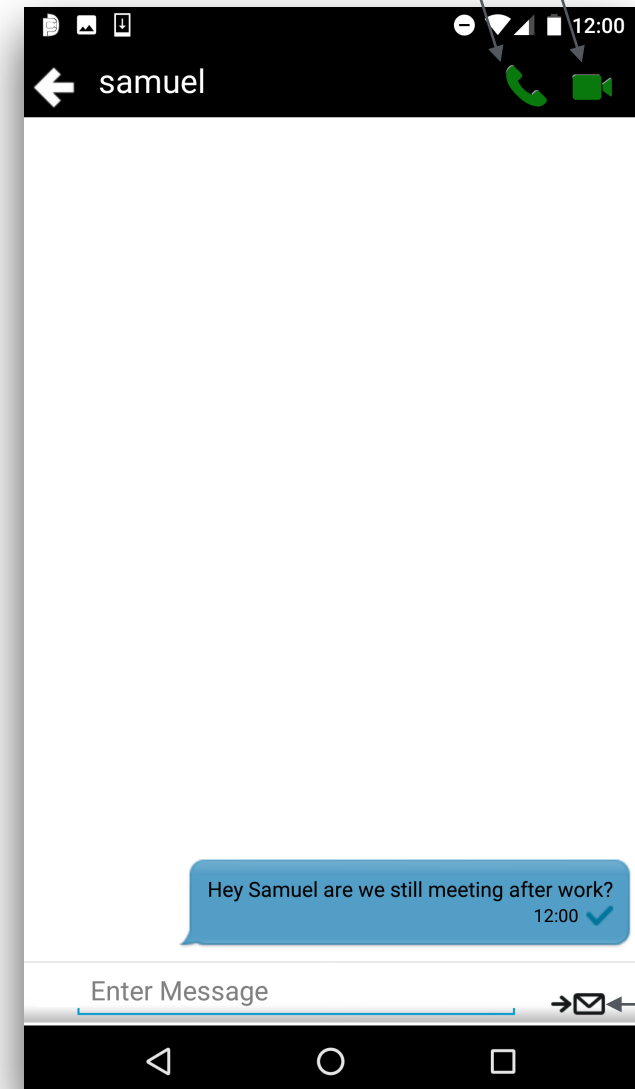 12:00
samuel
Hey Samuel are we still meeting after work?
12:00
Enter Message